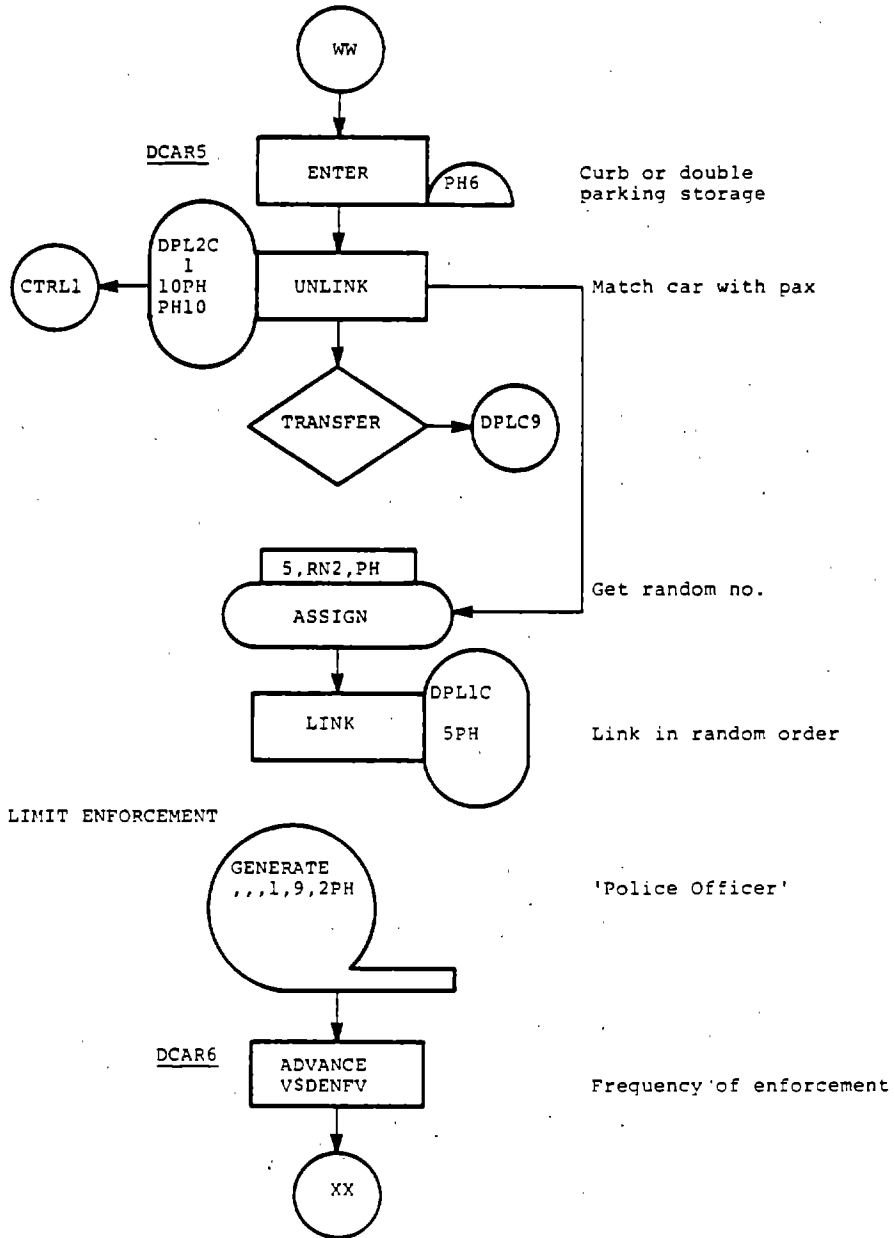 WW
DCAR5
ENTER
PH6
Curb or double
parking storage
DPL2C
1
10PH
PH10
CTRL1
UNLINK
Match car with pax
TRANSFER
DPLC9
5,RN2,PH
Get random no.
ASSIGN
DPL1C
LINK
5PH
Link in random order
LIMIT ENFORCEMENT
GENERATE
,,,1,9,2PH
'Police Officer'
DCAR6
ADVANCE
V$DENFV
Frequency of enforcement
XX